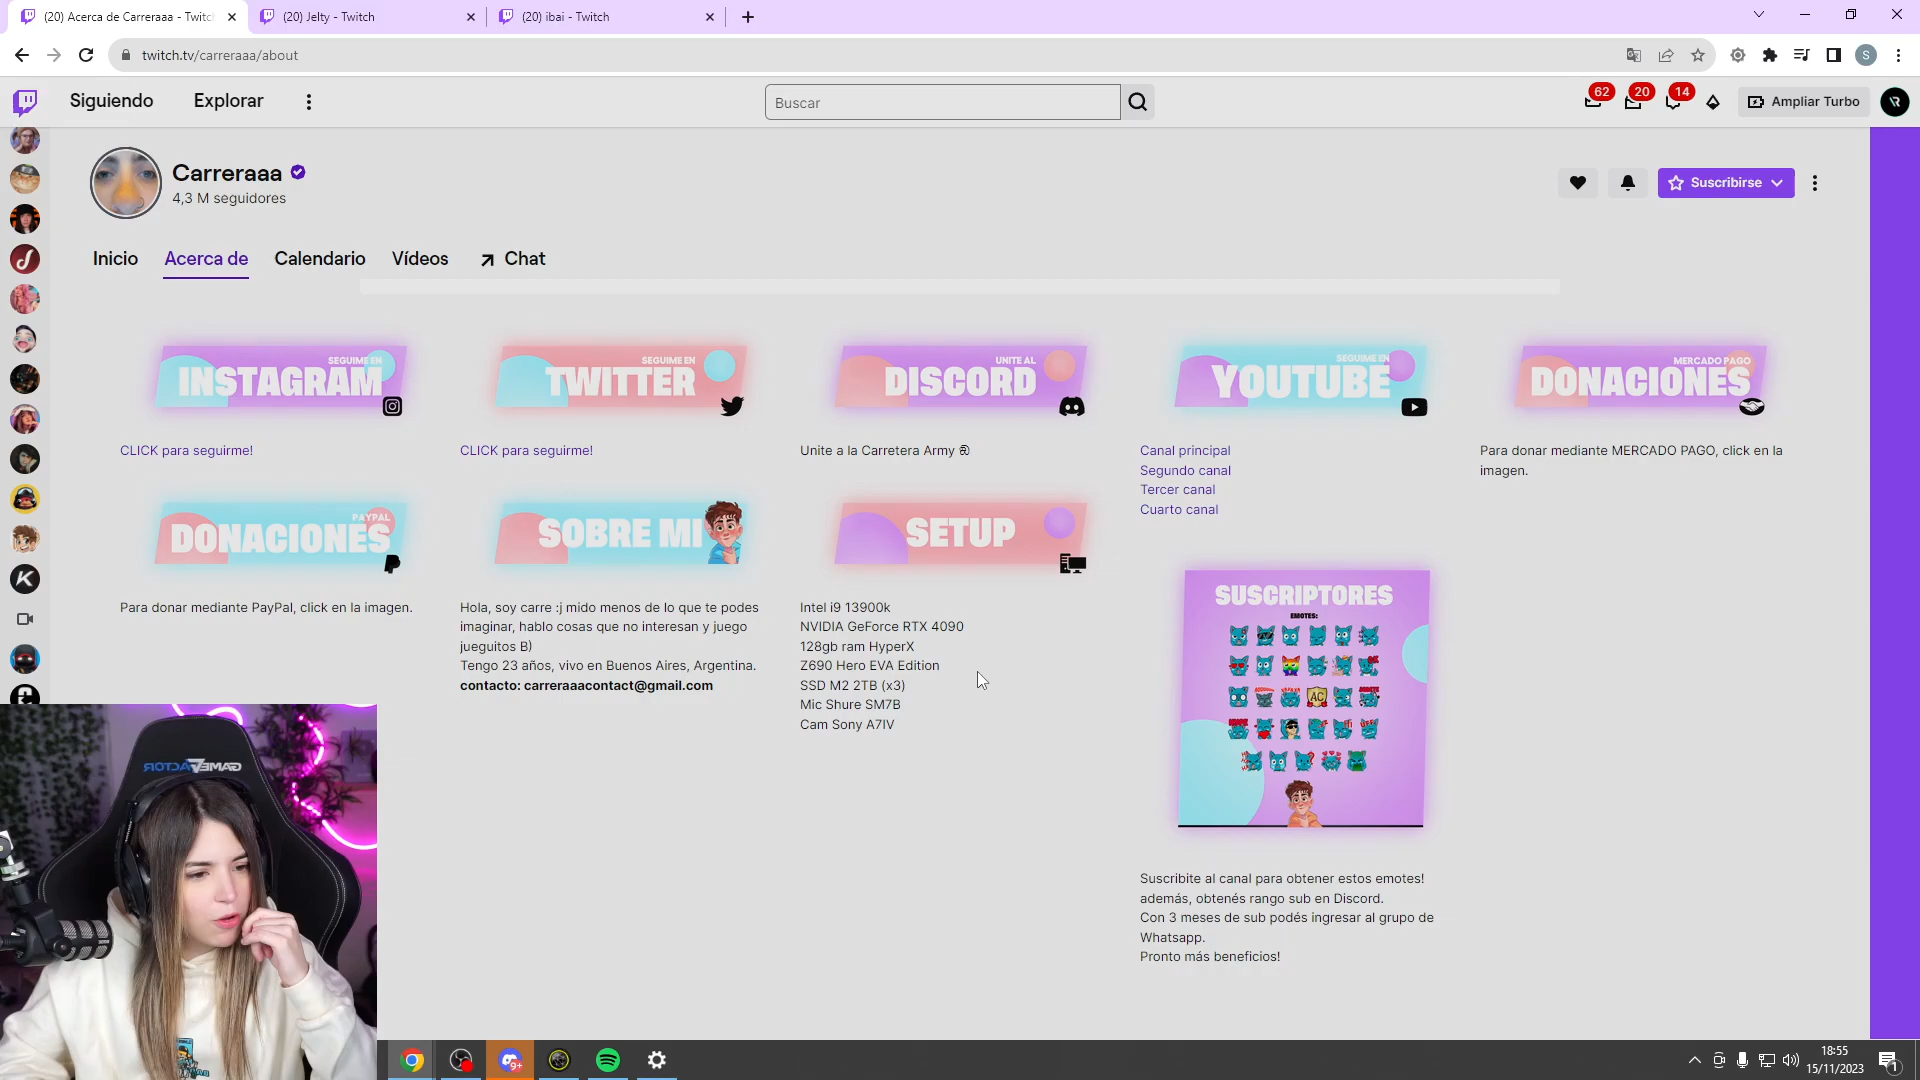 (20) Acerca de Carreraaa - Twitch
(20) Jelty - Twitch
(20) ibai - Twitch
twitch.tv/carreraaa/about
S
Siguiendo
Explorar
Buscar
62
20
14
Ampliar Turbo
Carreraaa
4,3 M seguidores
Suscribirse
Inicio
Acerca de
Calendario
Vídeos
Chat
SEGUIME EN
INSTAGRAM
CLICK para seguirme!
SEGUIME EN
TWITTER
CLICK para seguirme!
UNITE AL
DISCORD
Unite a la Carretera Army
SEGUIME EN
YOUTUBE
Canal principal
Segundo canal
Tercer canal
Cuarto canal
MERCADO PAGO
DONACIONES
Para donar mediante MERCADO PAGO, click en la
imagen.
PAYPAL
DONACIONES
Para donar mediante PayPal, click en la imagen.
SOBRE MI
Hola, soy carre :j mido menos de lo que te podes
imaginar, hablo cosas que no interesan y juego
jueguitos B)
Tengo 23 años, vivo en Buenos Aires, Argentina.
contacto: carreraaacontact@gmail.com
SETUP
Intel i9 13900k
NVIDIA GeForce RTX 4090
128gb ram HyperX
Z690 Hero EVA Edition
SSD M2 2TB (x3)
Mic Shure SM7B
Cam Sony A7IV
SUSCRIPTORES
EMOTES:
AC
Suscribite al canal para obtener estos emotes!
además, obtenés rango sub en Discord.
Con 3 meses de sub podés ingresar al grupo de
Whatsapp.
Pronto más beneficios!
GAMEFACTOR
9+
18:55
15/11/2023
1